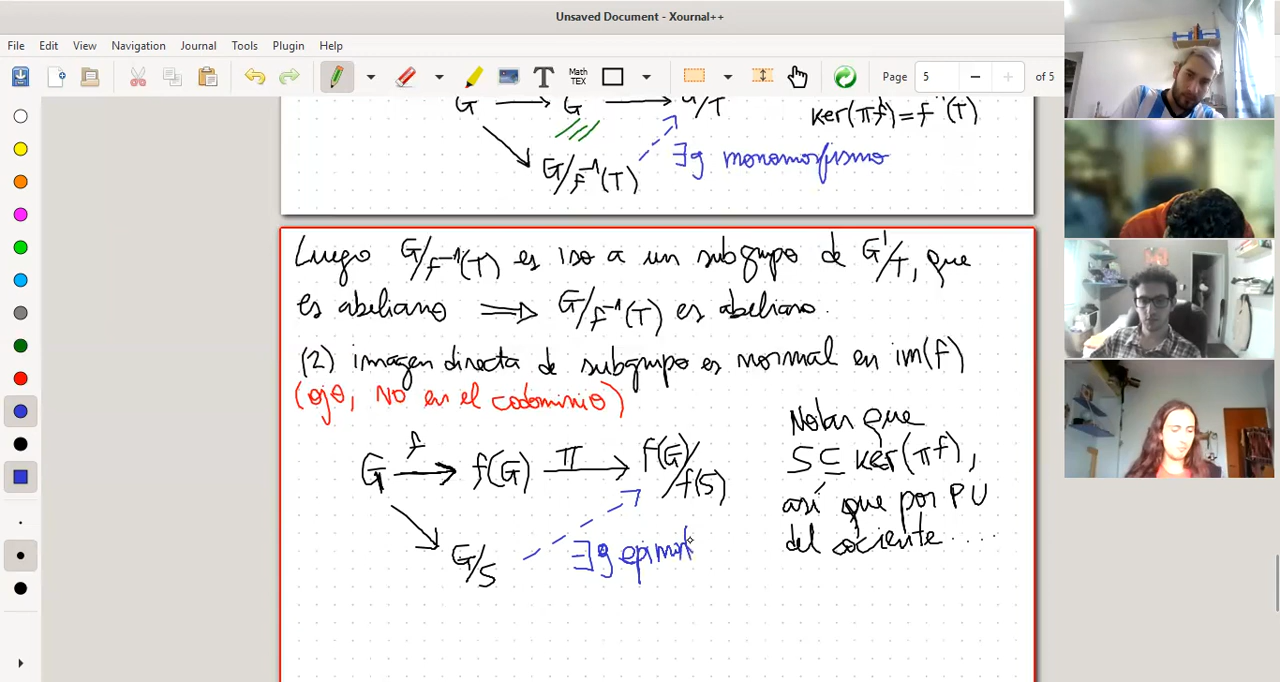 Unsaved Document - Xournal++
File Edit View Navigation Journal Tools Plugin Help
T Math TEX Page 5 of 5
G → G → G/T
ker(πf) = f⁻¹(T)
G/f⁻¹(T)
∃g monomorfismo
Luego G/f⁻¹(T) es iso a un subgrupo de G'/T, que
es abeliano ⟹ G/f⁻¹(T) es abeliano.
(2) imagen directa de subgrupo es normal en im(f)
(ojo, NO en el codominio)
G →f f(G) →π f(G)/
/f(S)
G/S
∃g epimorf
Notar que
S ⊆ ker(πf),
así que por PU
del cociente....